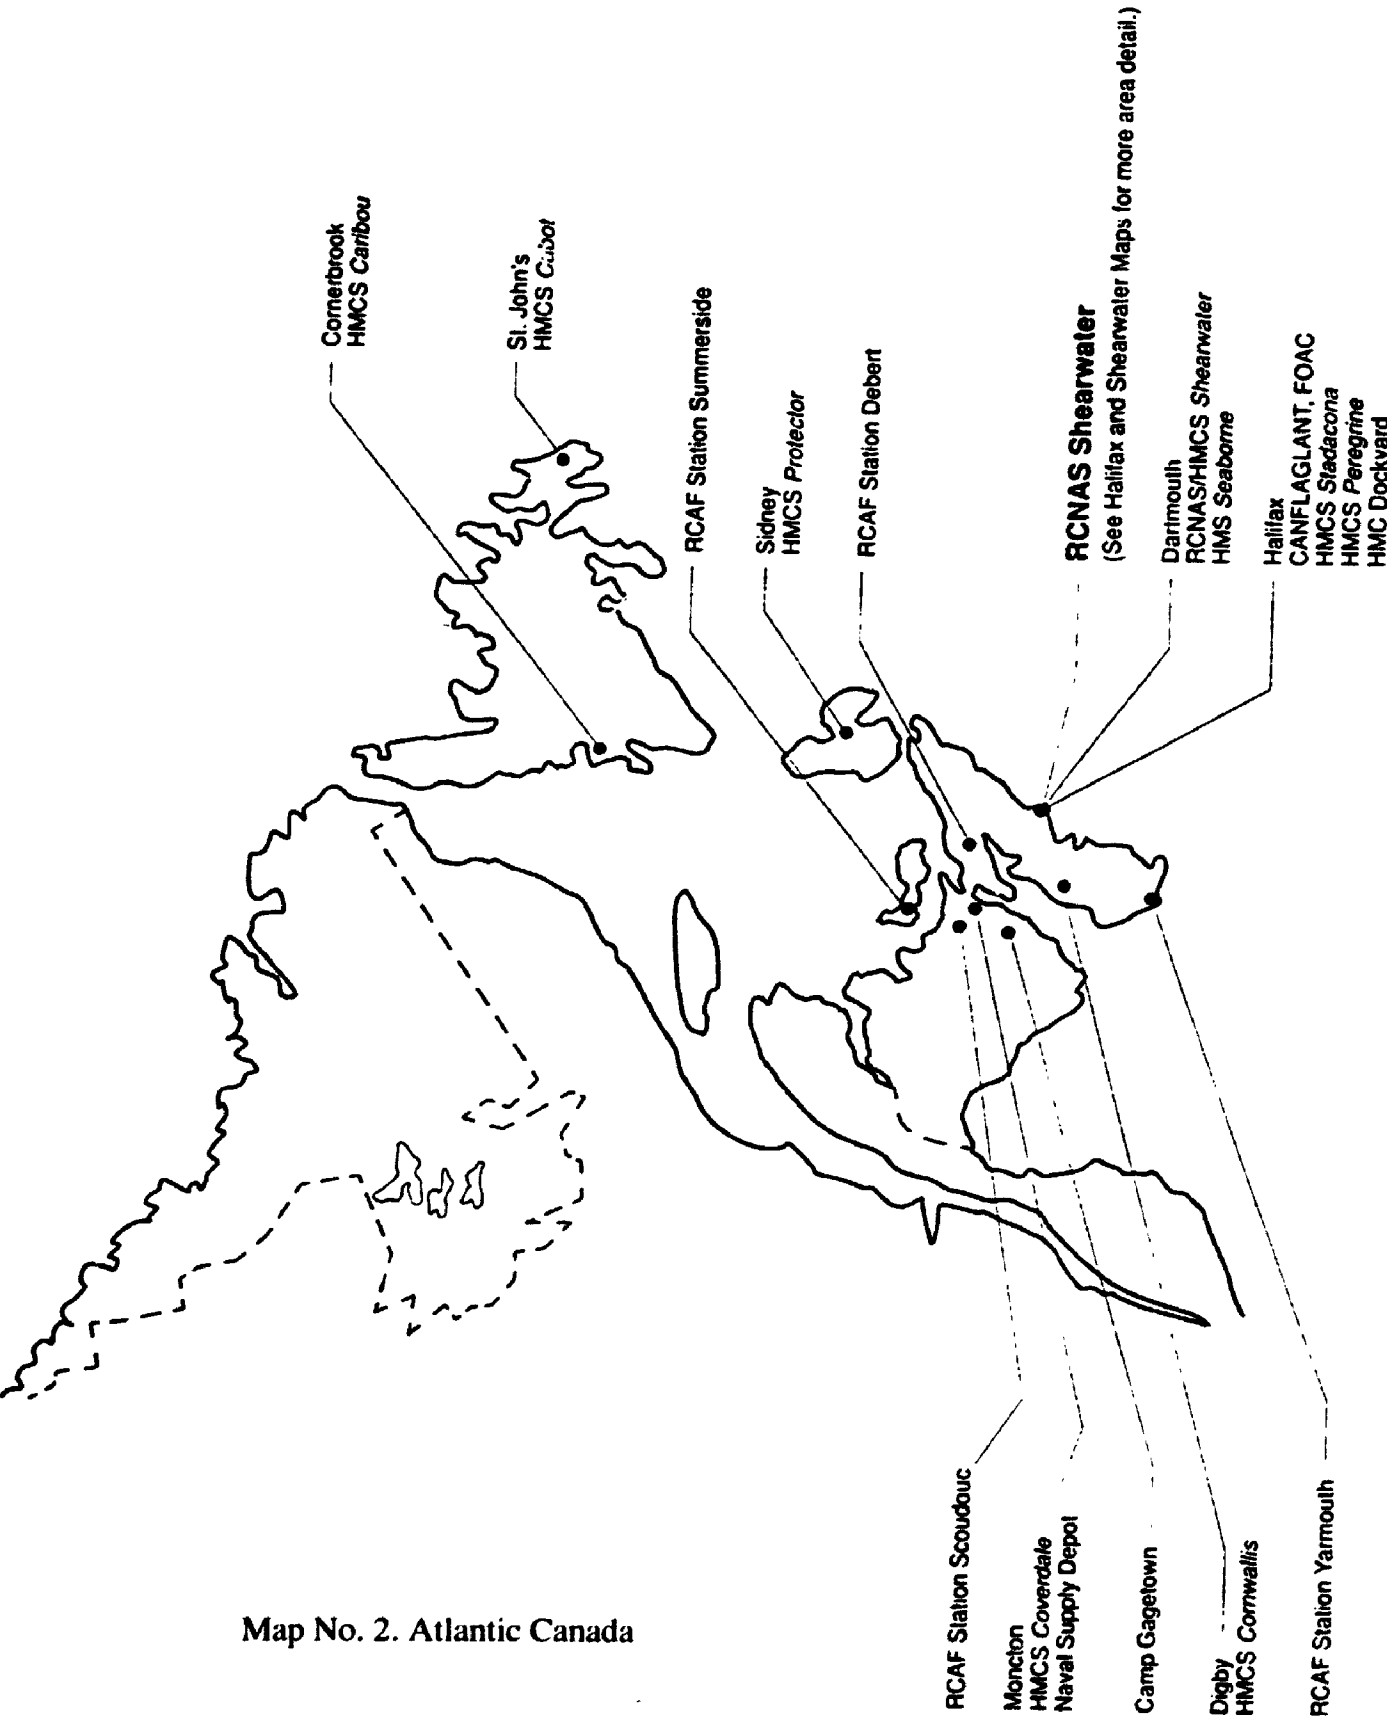 Cornerbrook
HMCS Caribou
St. John's
HMCS Cabot
RCAF Station Summerside
Sidney
HMCS Protector
RCAF Station Debert
RCNAS Shearwater
(See Halifax and Shearwater Maps for more area detail.)
Dartmouth
RCNAS/HMCS Shearwater
HMS Seaborne
Halifax
CANFLAGLANT, FOAC
HMCS Stadacona
HMCS Peregrine
HMC Dockyard
RCAF Station Scoudouc
Moncton
HMCS Coverdale
Naval Supply Depot
Camp Gagetown
Digby
HMCS Cornwallis
RCAF Station Yarmouth
Map No. 2. Atlantic Canada